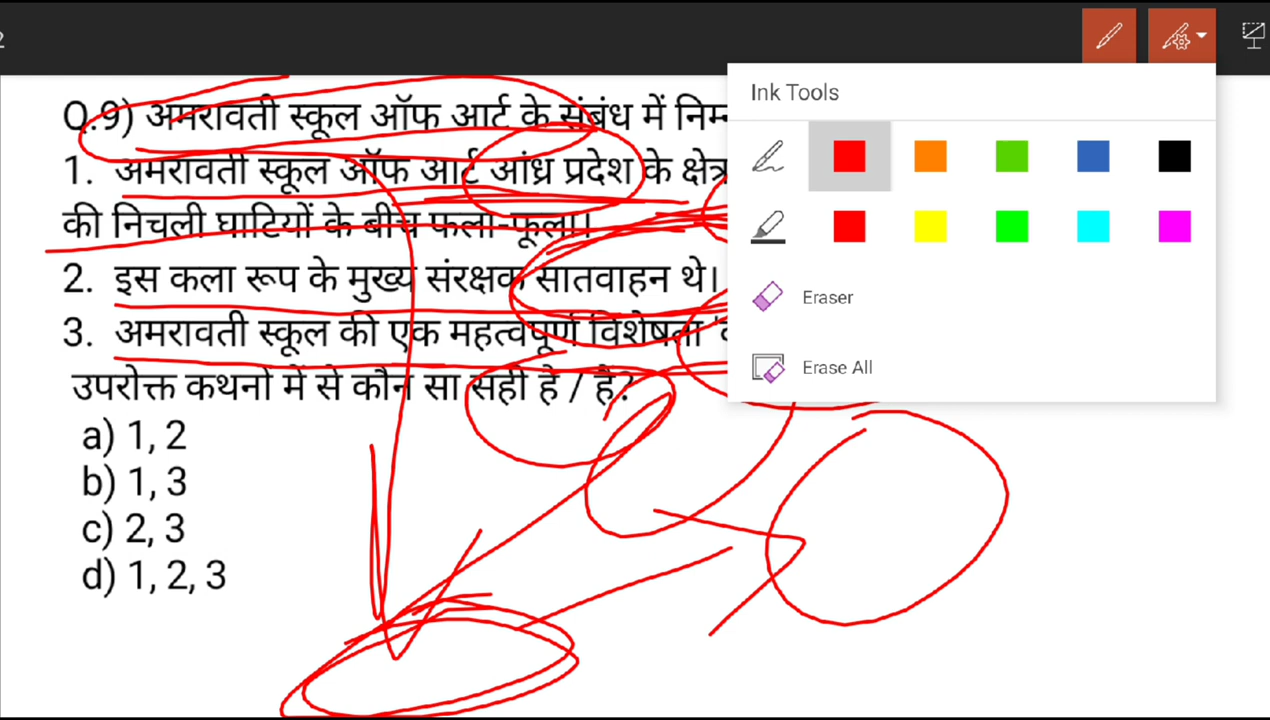 2
Ink Tools
Q.9) अमरावती स्कूल ऑफ आर्ट के संबंध में
1. अमरावती स्कूल ऑफ आर्ट आंध्र प्रदेश के क्षेत्र
की निचली घाटियों के बीच फला-फूला।
2. इस कला रूप के मुख्य संरक्षक सातवाहन थे।
Eraser
3. अमरावती स्कूल की एक महत्वपूर्ण विशेषता
Erase All
उपरोक्त कथनो में से कौन सा सही है / हैं?
a) 1, 2
b) 1, 3
c) 2, 3
d) 1, 2, 3